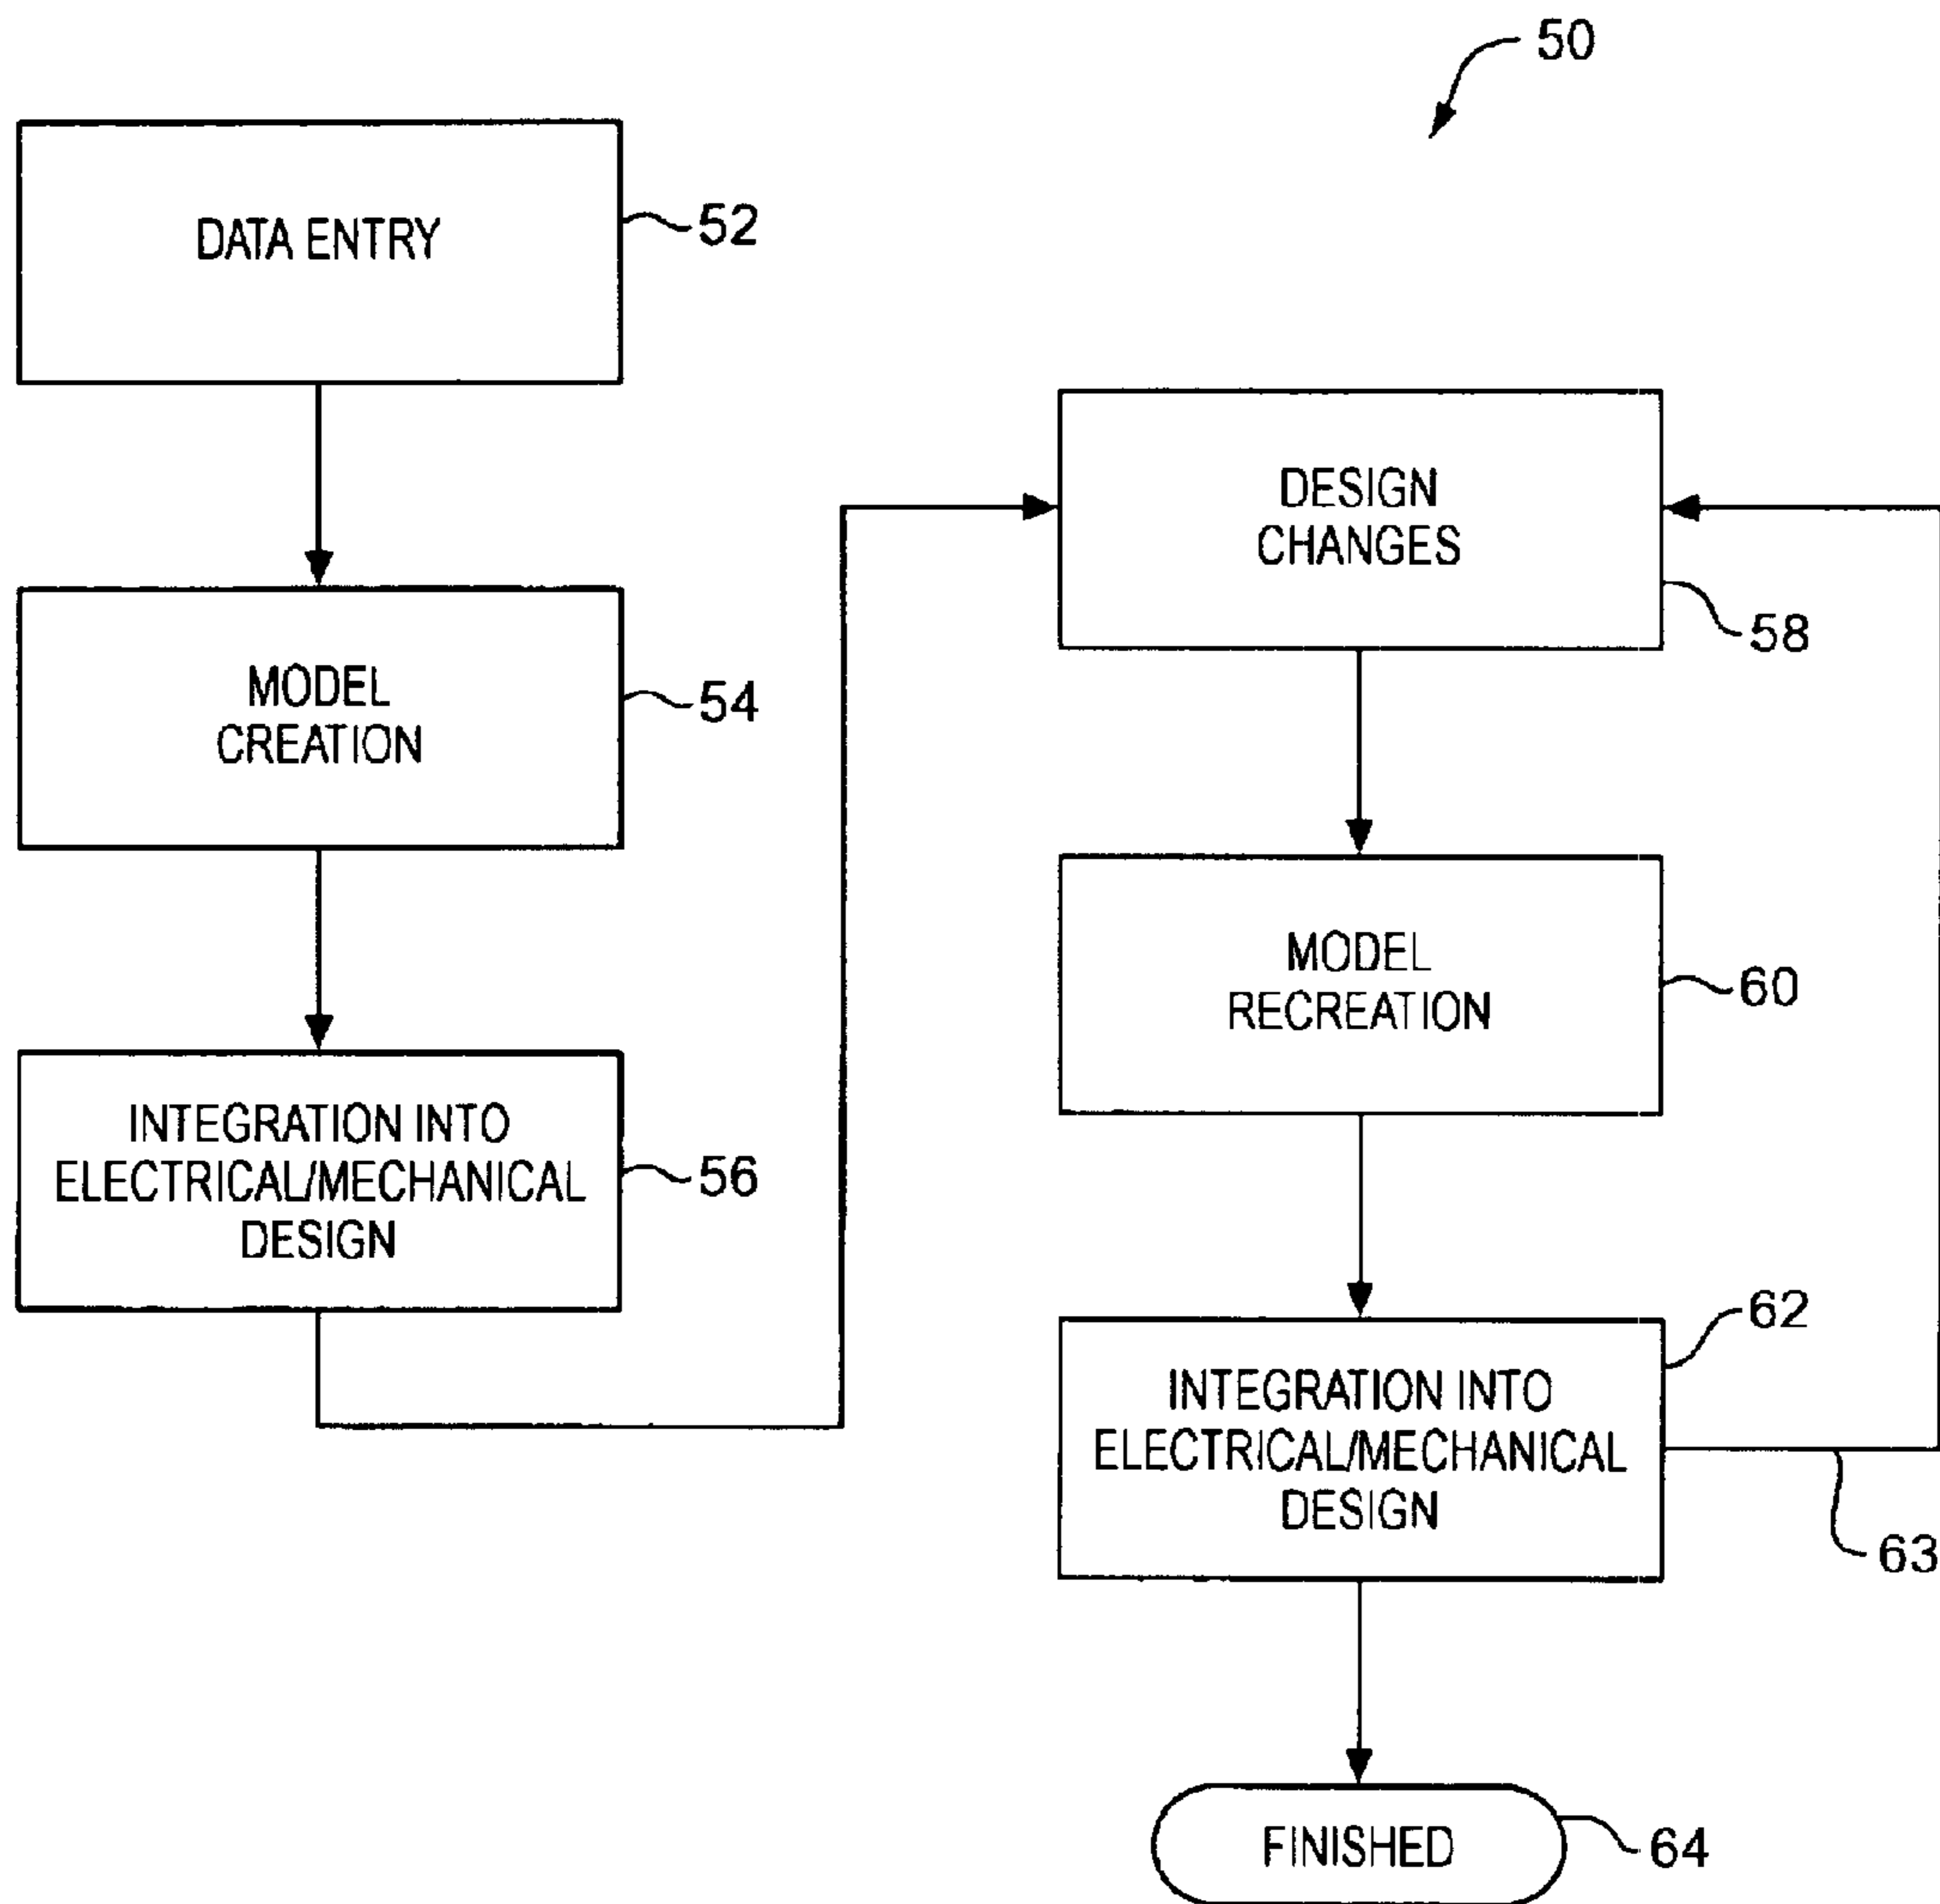 50
DATA ENTRY
52
MODEL
CREATION
54
INTEGRATION INTO
ELECTRICAL/MECHANICAL
DESIGN
56
DESIGN
CHANGES
58
MODEL
RECREATION
60
INTEGRATION INTO
ELECTRICAL/MECHANICAL
DESIGN
62
63
FINISHED
64